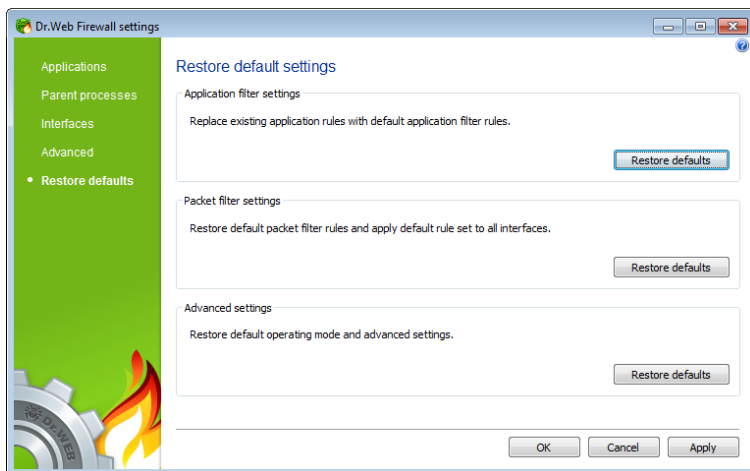 Dr.Web Firewall settings
Applications
Parent processes
Interfaces
Advanced
Restore defaults
Restore default settings
Application filter settings
Replace existing application rules with default application filter rules.
Restore defaults
Packet filter settings
Restore default packet filter rules and apply default rule set to all interfaces.
Restore defaults
Advanced settings
Restore default operating mode and advanced settings.
Restore defaults
Dr.WEB
OK
Cancel
Apply